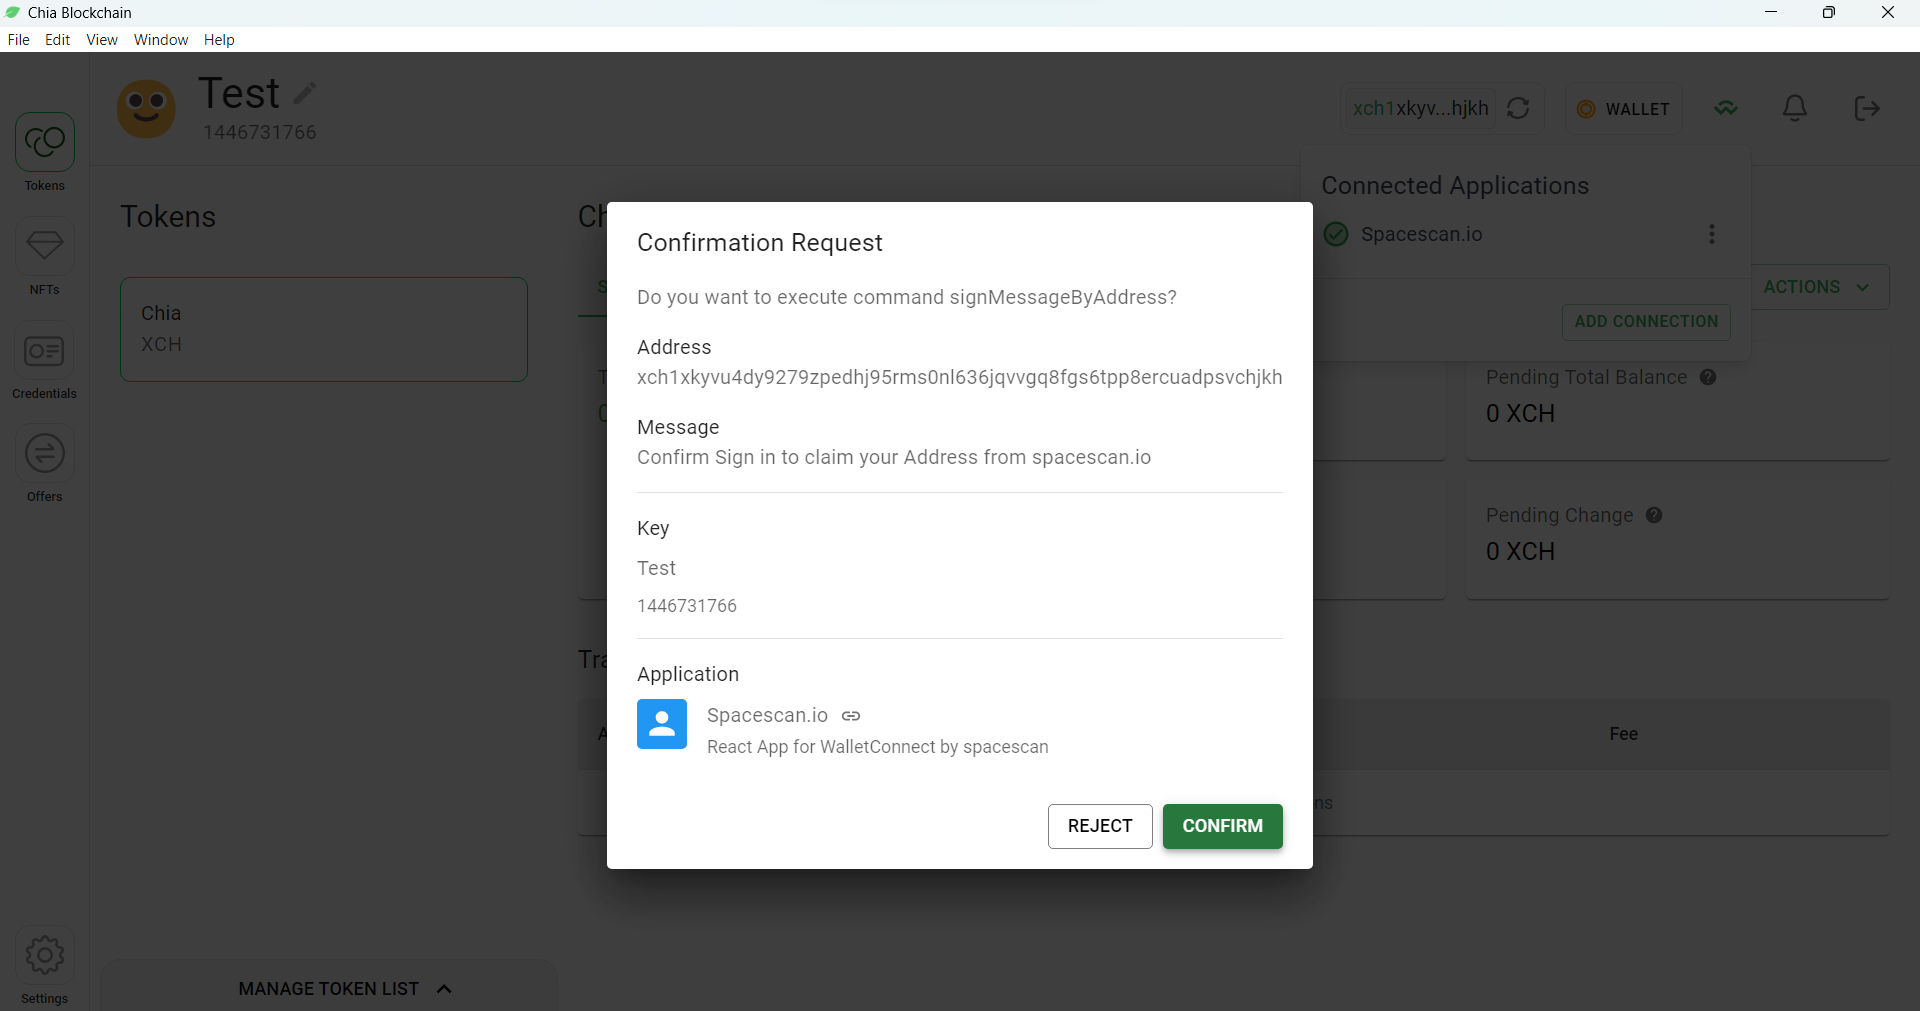 Chia Blockchain
File Edit View Window Help
Test
1446731766
xch1xkyv...hjkh
WALLET
Tokens
NFTs
Credentials
Offers
Settings
Tokens
Chia
XCH
MANAGE TOKEN LIST
Ch
S
T
0
Tra
A
Connected Applications
Spacescan.io
ADD CONNECTION
ACTIONS
Pending Total Balance
0 XCH
Pending Change
0 XCH
Fee
ns
Confirmation Request
Do you want to execute command signMessageByAddress?
Address
xch1xkyvu4dy9279zpedhj95rms0nl636jqvvgq8fgs6tpp8ercuadpsvchjkh
Message
Confirm Sign in to claim your Address from spacescan.io
Key
Test
1446731766
Application
Spacescan.io
React App for WalletConnect by spacescan
REJECT CONFIRM